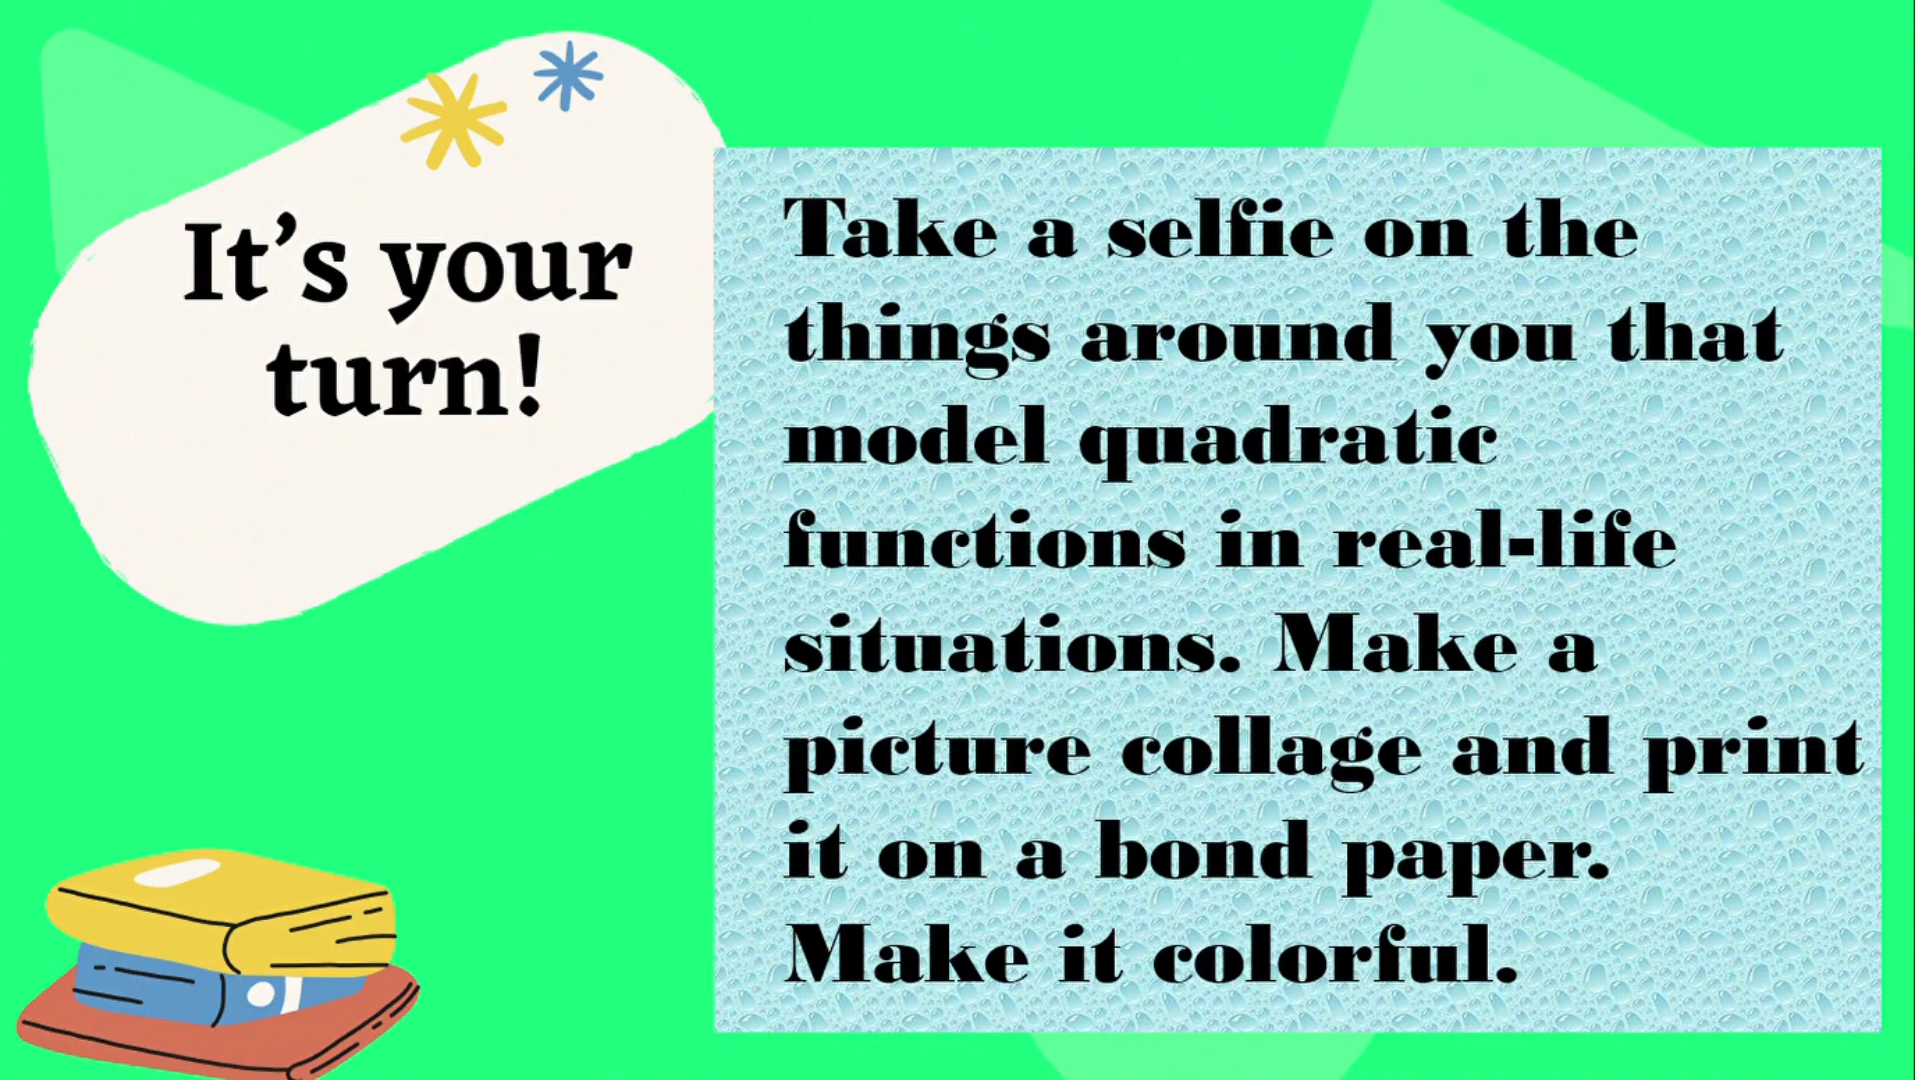 It’s your
turn!
Take a selfie on the
things around you that
model quadratic
functions in real-life
situations. Make a
picture collage and print
it on a bond paper.
Make it colorful.